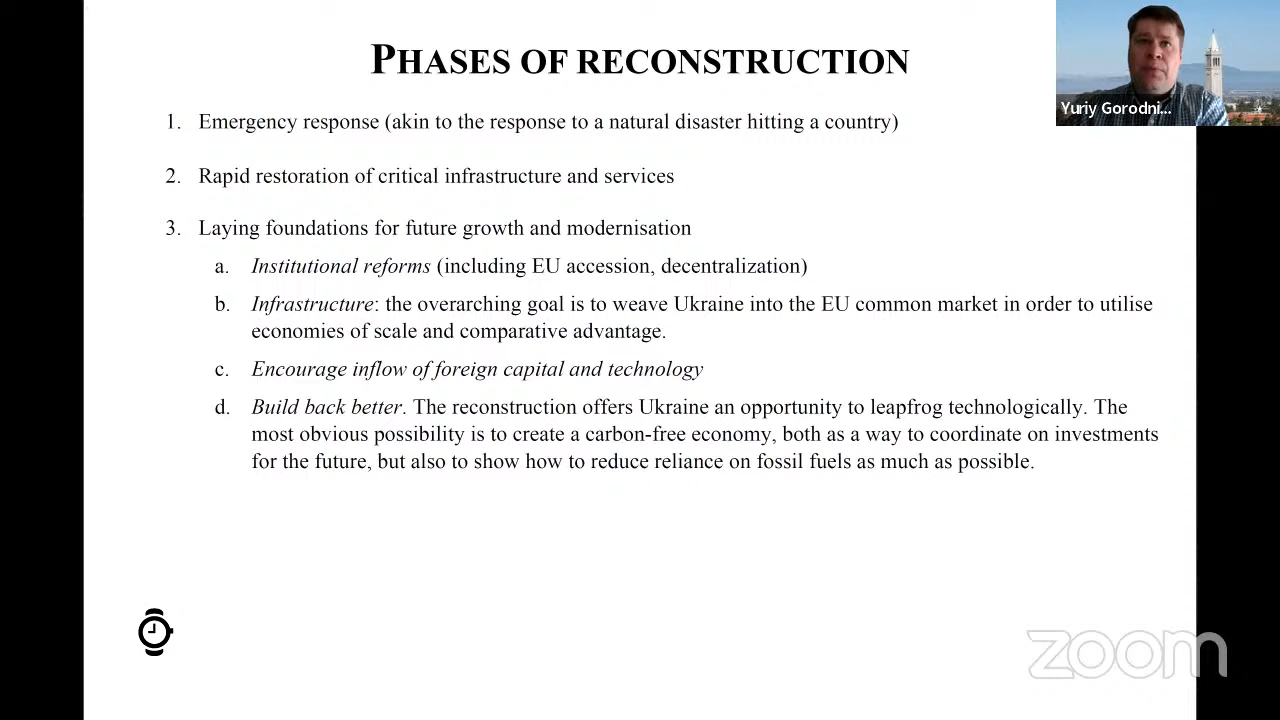 PHASES OF RECONSTRUCTION
Yuriy Gorodni...
1. Emergency response (akin to the response to a natural disaster hitting a country)
2. Rapid restoration of critical infrastructure and services
3. Laying foundations for future growth and modernisation
a. Institutional reforms (including EU accession, decentralization)
b. Infrastructure: the overarching goal is to weave Ukraine into the EU common market in order to utilise
economies of scale and comparative advantage.
c. Encourage inflow of foreign capital and technology
d. Build back better. The reconstruction offers Ukraine an opportunity to leapfrog technologically. The
most obvious possibility is to create a carbon-free economy, both as a way to coordinate on investments
for the future, but also to show how to reduce reliance on fossil fuels as much as possible.
zoom